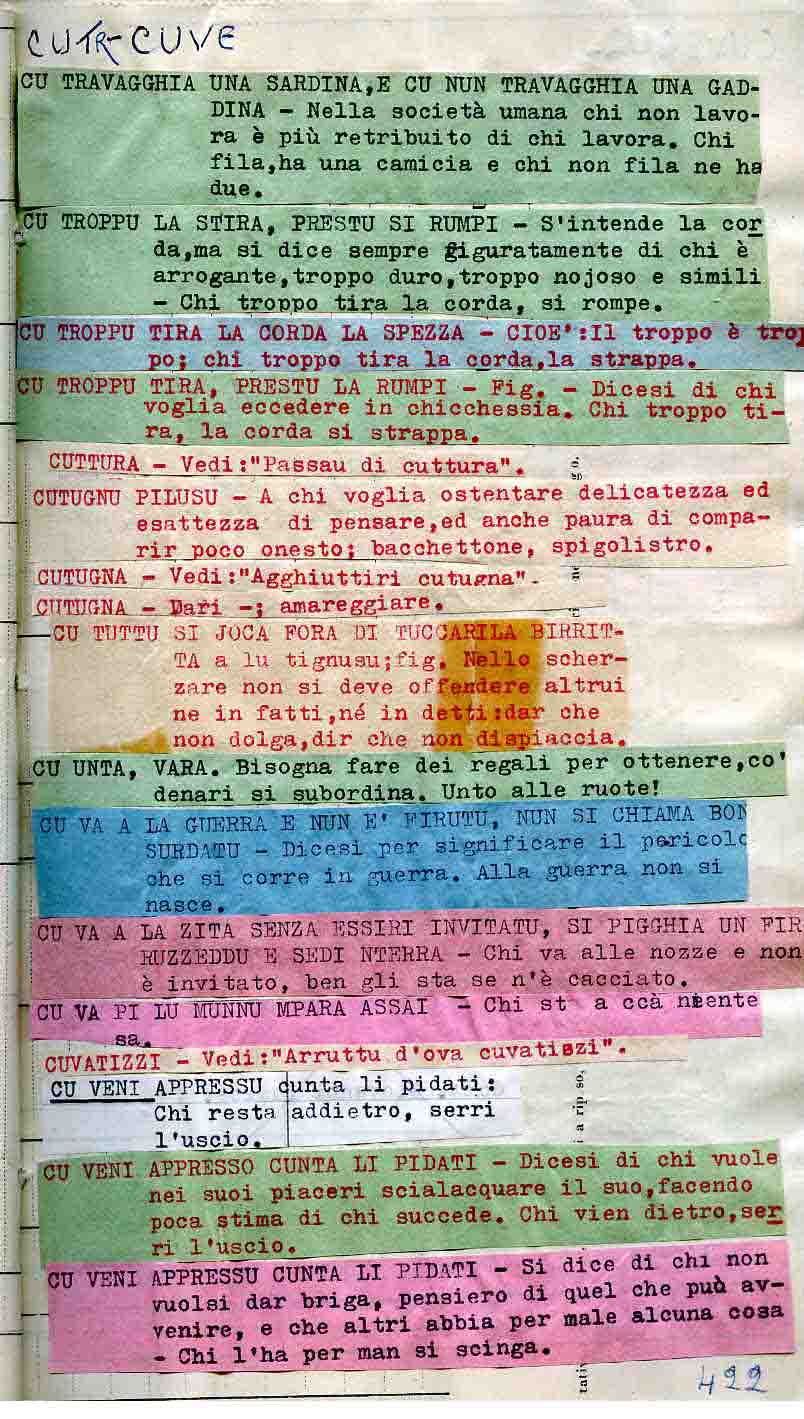 CUTR-CUVE
CU TRAVAGGHIA UNA SARDINA,E CU NUN TRAVAGGHIA UNA GAD-
DINA - Nella società umana chi non lavo-
ra è più retribuito di chi lavora. Chi
fila,ha una camicia e chi non fila ne ha
due.
CU TROPPU LA STIRA, PRESTU SI RUMPI - S'intende la cor
da,ma si dice sempre giguratamente di chi è
arrogante,troppo duro,troppo nojoso e simili
- Chi troppo tira la corda, si rompe.
CU TROPPU TIRA LA CORDA LA SPEZZA - CIOE':Il troppo è trop
po; chi troppo tira la corda,la strappa.
CU TROPPU TIRA, PRESTU LA RUMPI - Fig. - Dicesi di chi
voglia eccedere in chicchessia. Chi troppo ti-
ra, la corda si strappa.
CUTTURA - Vedi:"Passau di cuttura".
CUTUGNU PILUSU - A chi voglia ostentare delicatezza ed
esattezza di pensare,ed anche paura di compa-
rir poco onesto; bacchettone, spigolistro.
CUTUGNA - Vedi:"Agghiuttiri cutugna".
CUTUGNA - Dari -; amareggiare.
CU TUTTU SI JOCA FORA DI TUCCARILA BIRRIT-
TA a lu tignusu;fig. Nello scher-
zare non si deve offendere altrui
ne in fatti,né in detti:dar che
non dolga,dir che non dispiaccia.
CU UNTA, VARA. Bisogna fare dei regali per ottenere,co'
denari si subordina. Unto alle ruote!
CU VA A LA GUERRA E NUN E' FIRUTU, NUN SI CHIAMA BON
SURDATU - Dicesi per significare il pericolo
che si corre in guerra. Alla guerra non si
nasce.
CU VA A LA ZITA SENZA ESSIRI INVITATU, SI PIGGHIA UN FIR
RUZZEDDU E SEDI NTERRA - Chi va alle nozze e non
è invitato, ben gli sta se n'è cacciato.
CU VA PI LU MUNNU MPARA ASSAI - Chi st a ccà niente
sa.
CUVATIZZI - Vedi:"Arruttu d'ova cuvatizzi".
CU VENI APPRESSU cunta li pidati:
Chi resta addietro, serri
l'uscio.
CU VENI APPRESSO CUNTA LI PIDATI - Dicesi di chi vuole
nei suoi piaceri scialacquare il suo,facendo
poca stima di chi succede. Chi vien dietro,ser
ri l'uscio.
CU VENI APPRESSU CUNTA LI PIDATI - Si dice di chi non
vuolsi dar briga, pensiero di quel che può av-
venire, e che altri abbia per male alcuna cosa
- Chi l'ha per man si scinga.
422